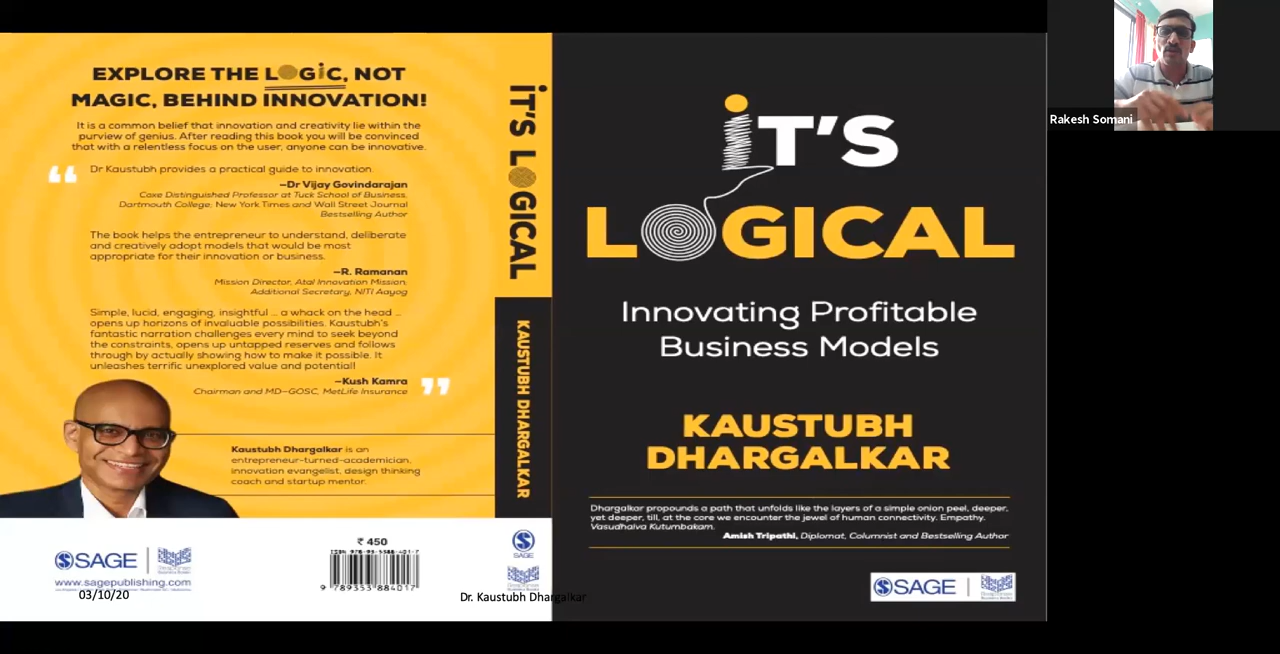 EXPLORE THE LOGIC, NOT
MAGIC, BEHIND INNOVATION!
It is a common belief that innovation and creativity lie within the
purview of genius. After reading this book you will be convinced
that with a relentless focus on the user, anyone can be innovative.
“ Dr Kaustubh provides a practical guide to innovation.
—Dr Vijay Govindarajan
Coxe Distinguished Professor at Tuck School of Business,
Dartmouth College; New York Times and Wall Street Journal
Bestselling Author
The book helps the entrepreneur to understand, deliberate
and creatively adopt models that would be most
appropriate for their innovation or business.
—R. Ramanan
Mission Director, Atal Innovation Mission,
Additional Secretary, NITI Aayog
Simple, lucid, engaging, insightful ... a whack on the head ...
opens up horizons of invaluable possibilities. Kaustubh's
fantastic narration challenges every mind to seek beyond
the constraints, opens up untapped reserves and follows
through by actually showing how to make it possible. It
unleashes terrific unexplored value and potential!
—Kush Kamra ”
Chairman and MD—GOSC, MetLife Insurance
Kaustubh Dhargalkar is an
entrepreneur-turned-academician,
innovation evangelist, design thinking
coach and startup mentor.
SAGE
www.sagepublishing.com
03/10/20
₹ 450
ISBN 978-93-5388-401-7
9 789353 884017
iT'S LOGICAL
KAUSTUBH DHARGALKAR
Dr. Kaustubh Dhargalkar
iT'S
LOGICAL
Innovating Profitable
Business Models
KAUSTUBH
DHARGALKAR
Dhargalkar propounds a path that unfolds like the layers of a simple onion peel, deeper,
yet deeper, till, at the core we encounter the jewel of human connectivity. Empathy.
Vasudhaiva Kutumbakam.
Amish Tripathi, Diplomat, Columnist and Bestselling Author
SAGE
Rakesh Somani